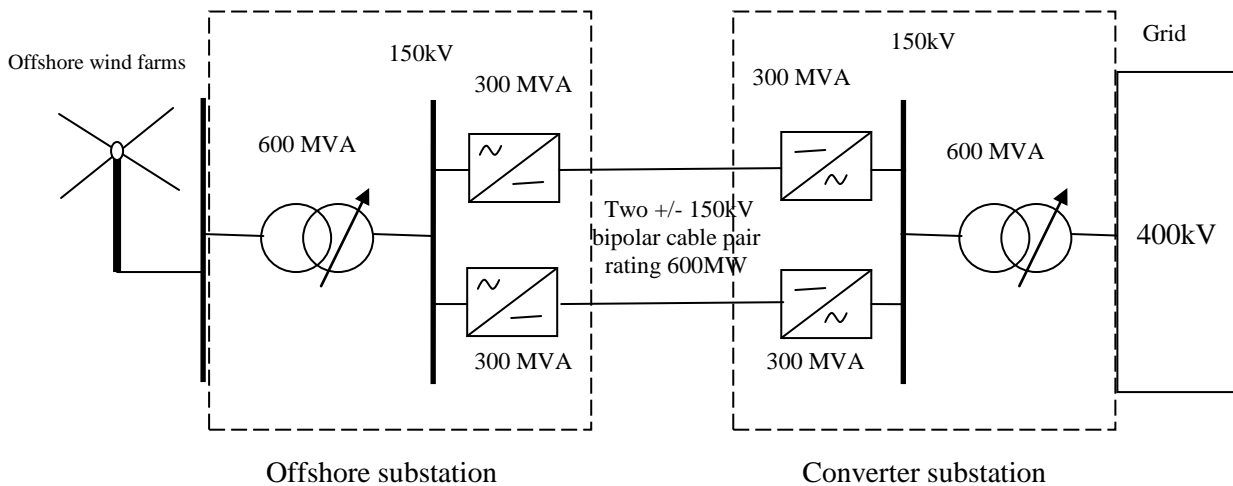 Offshore wind farms
150kV
300 MVA
600 MVA
300 MVA
Two +/- 150kV
bipolar cable pair
rating 600MW
150kV
300 MVA
600 MVA
300 MVA
Grid
400kV
Offshore substation
Converter substation